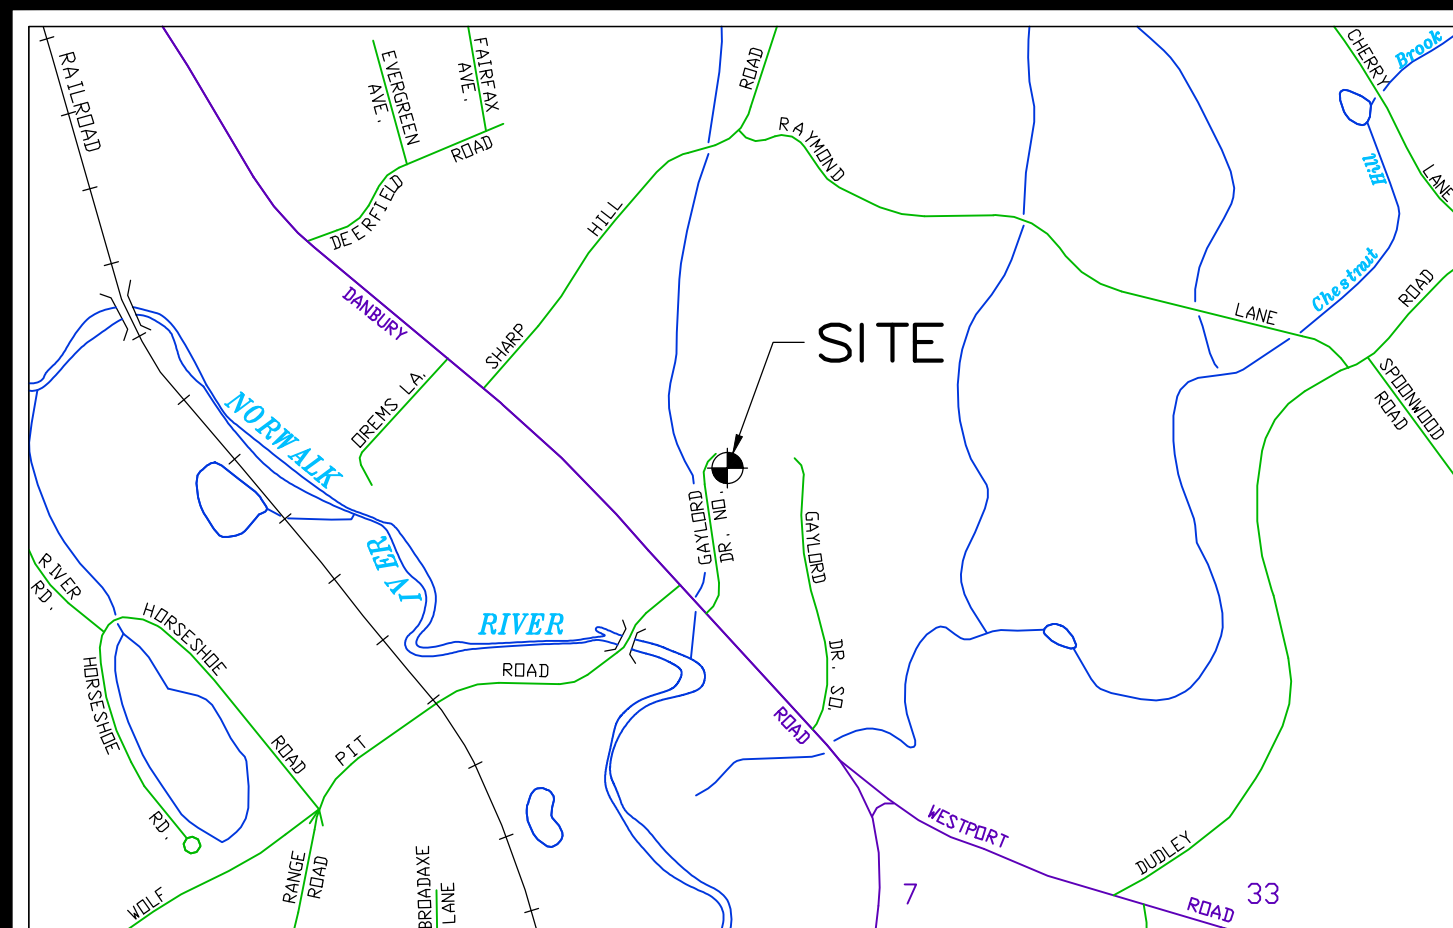 RAILROAD
EVERGREEN
AVE.
FAIRFAX
AVE.
ROAD
DEERFIELD
ROAD
RAYMOND
HILL
SHARP
CHERRY
LANE
Brook
Hill
Chestnut
ROAD
LANE
SPOONWOOD
ROAD
DANBURY
SITE
OREMS LA.
NORWALK
IVER
RIVER
GAYLORD
DR. NO.
GAYLORD
DR. SO.
RIVER
RD.
HORSESHOE
HORSESHOE
ROAD
RD.
ROAD
PIT
ROAD
WESTPORT
DUDLEY
WOLF
RANGE
ROAD
BROADAXE
LANE
7
ROAD
33